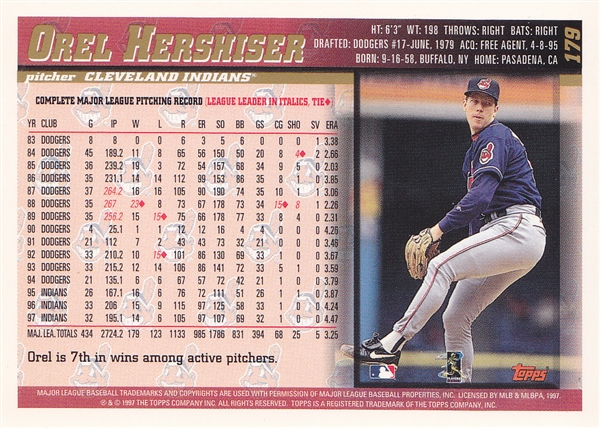 OREL HERSHISER
pitcher CLEVELAND INDIANS
HT: 6'3" WT: 198 THROWS: RIGHT BATS: RIGHT
DRAFTED: DODGERS #17-JUNE, 1979 ACQ: FREE AGENT, 4-8-95
BORN: 9-16-58, BUFFALO, NY HOME: PASADENA, CA
179
COMPLETE MAJOR LEAGUE PITCHING RECORD (LEAGUE LEADER IN ITALICS, TIE♦)
YR CLUB G IP W L R ER SO BB GS CG SHO SV ERA
83 DODGERS 8 8 0 0 6 3 5 6 0 0 0 1 3.38
84 DODGERS 45 189.2 11 8 65 56 150 50 20 8 4♦ 2 2.66
85 DODGERS 36 239.2 19 3 72 54 157 68 34 9 5 0 2.03
86 DODGERS 35 231.1 14 14 112 99 153 86 35 8 1 0 3.85
87 DODGERS 37 264.2 16 16 105 90 190 74 35 10 1 1 3.06
88 DODGERS 35 267 23♦ 8 73 67 178 73 34 15♦ 8 1 2.26
89 DODGERS 35 256.2 15 15♦ 75 66 178 77 33 8 4 0 2.31
90 DODGERS 4 25.1 1 1 12 12 16 4 4 0 0 0 4.26
91 DODGERS 21 112 7 2 43 43 73 32 21 0 0 0 3.46
92 DODGERS 33 210.2 10 15♦ 101 86 130 69 33 1 0 0 3.67
93 DODGERS 33 215.2 12 14 106 86 141 72 33 5 1 0 3.59
94 DODGERS 21 135.1 6 6 67 57 72 42 21 1 0 0 3.79
95 INDIANS 26 167.1 16 6 76 72 111 51 26 1 1 0 3.87
96 INDIANS 33 206 15 9 115 97 125 58 33 1 0 0 4.24
97 INDIANS 32 195.1 14 6 105 97 107 69 32 1 0 0 4.47
MAJ. LEA. TOTALS 434 2724.2 179 123 1133 985 1786 831 394 68 25 5 3.25
Orel is 7th in wins among active pitchers.
Topps
MAJOR LEAGUE BASEBALL TRADEMARKS AND COPYRIGHTS ARE USED WITH PERMISSION OF MAJOR LEAGUE BASEBALL PROPERTIES, INC. LICENSED BY MLB & MLBPA, 1997
℗ & © 1997 THE TOPPS COMPANY INC. ALL RIGHTS RESERVED. TOPPS IS A REGISTERED TRADEMARK OF THE TOPPS COMPANY, INC.